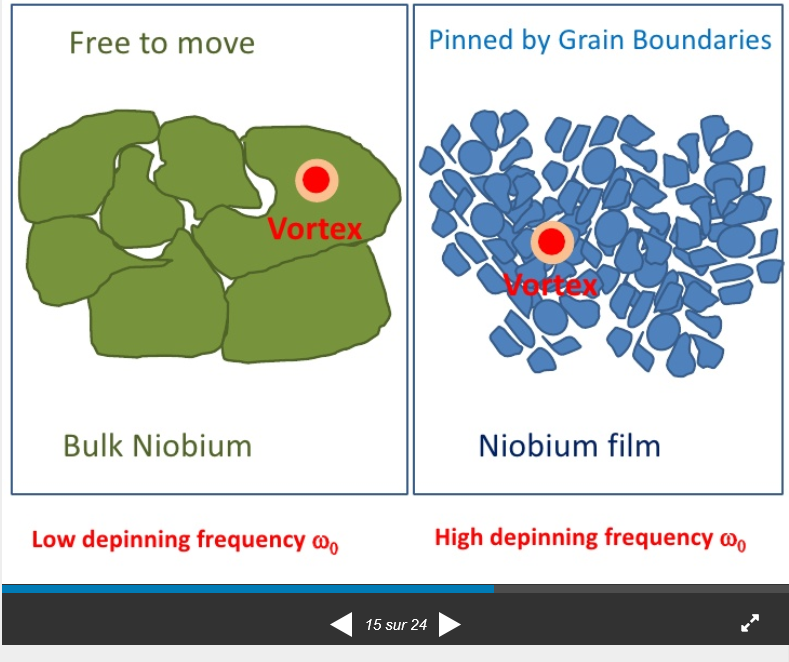 Free to move
Pinned by Grain Boundaries
Vortex
Vortex
Bulk Niobium
Niobium film
Low depinning frequency ω₀
High depinning frequency ω₀
15 sur 24